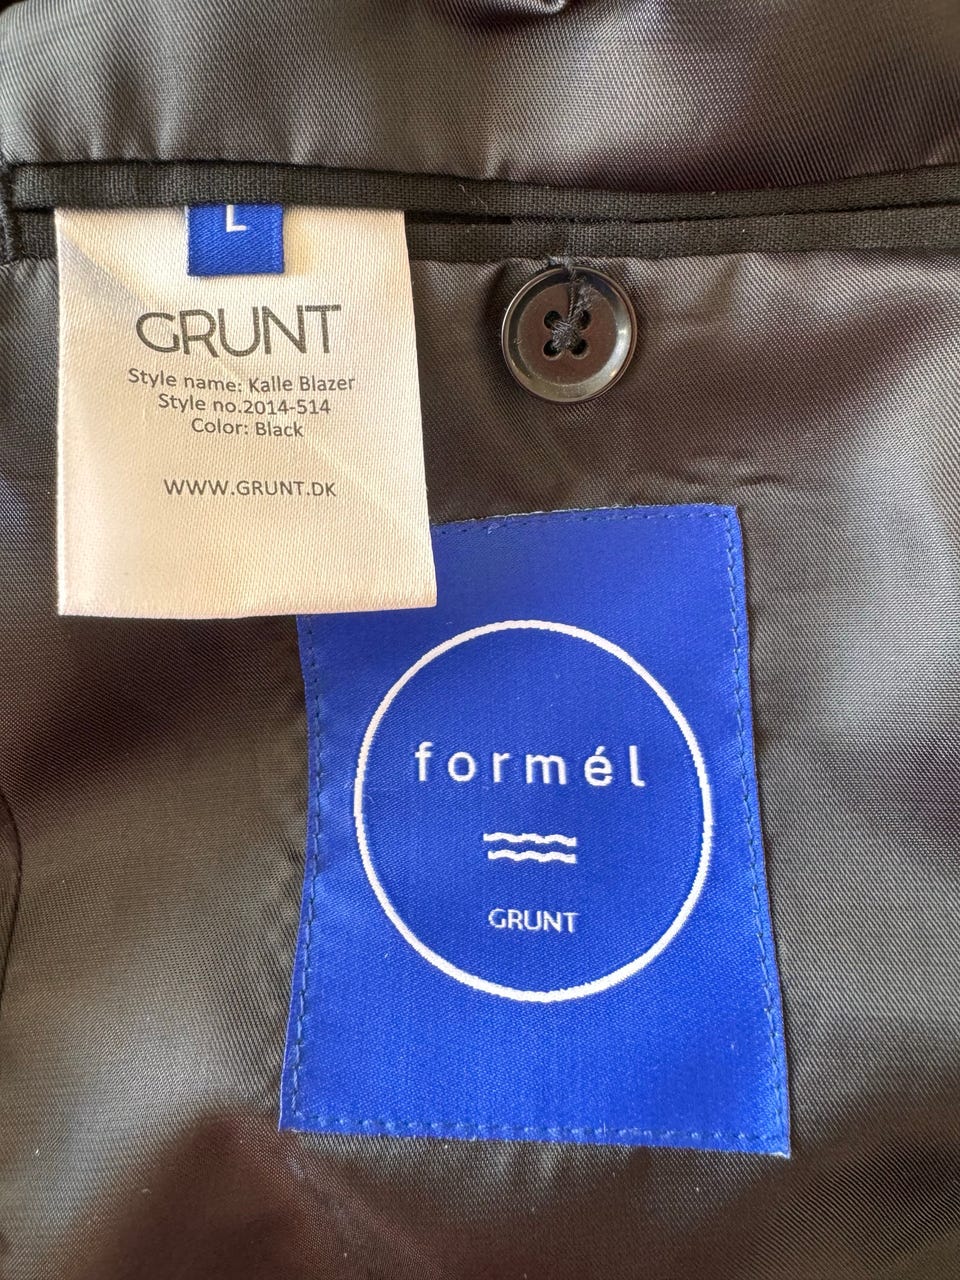 L
GRUNT
Style name: Kalle Blazer
Style no.2014-514
Color: Black
WWW.GRUNT.DK
formél
GRUNT